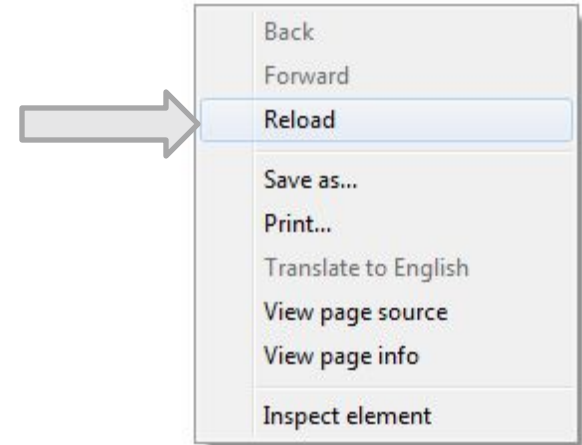 Back
Forward
Reload
Save as...
Print...
Translate to English
View page source
View page info
Inspect element